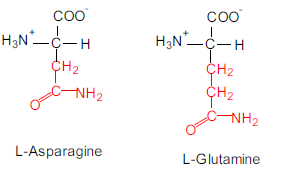 COO⁻ COO⁻
H₃N⁺ C H H₃N⁺ C H
CH₂ CH₂
C NH₂ CH₂
O C NH₂
O
L-Asparagine
L-Glutamine